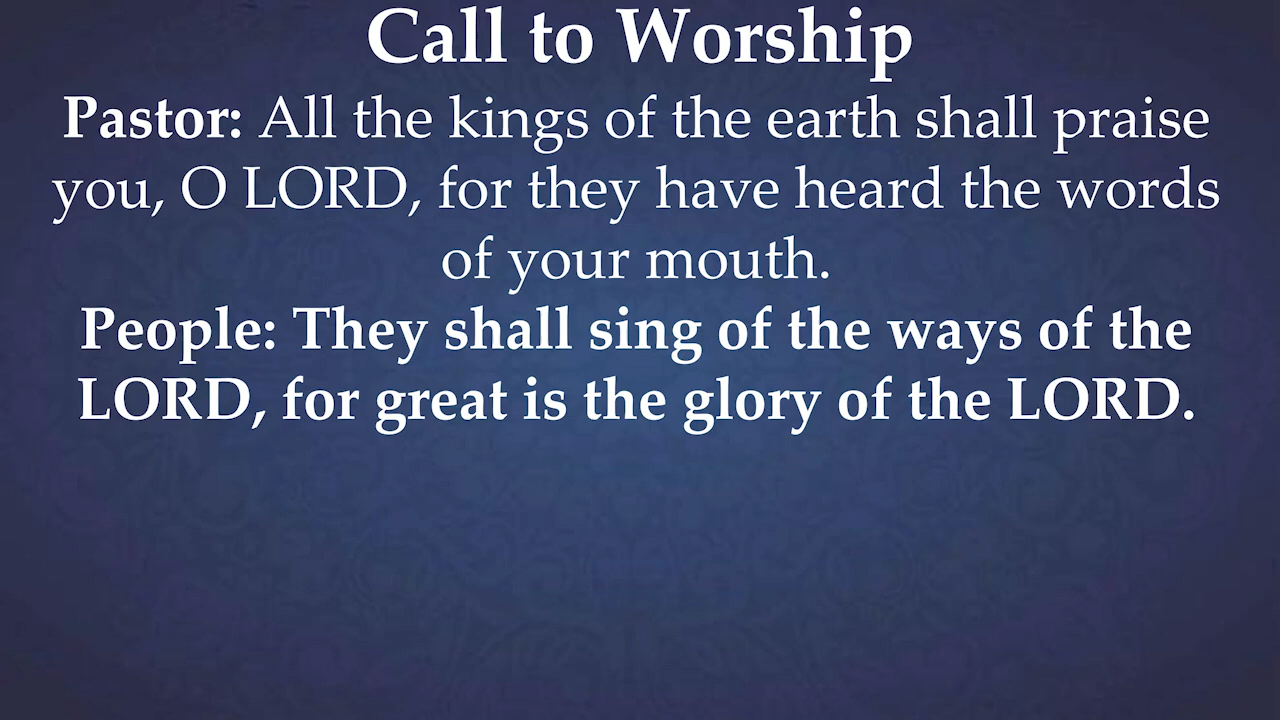 Call to Worship
Pastor: All the kings of the earth shall praise
you, O LORD, for they have heard the words
of your mouth.
People: They shall sing of the ways of the
LORD, for great is the glory of the LORD.